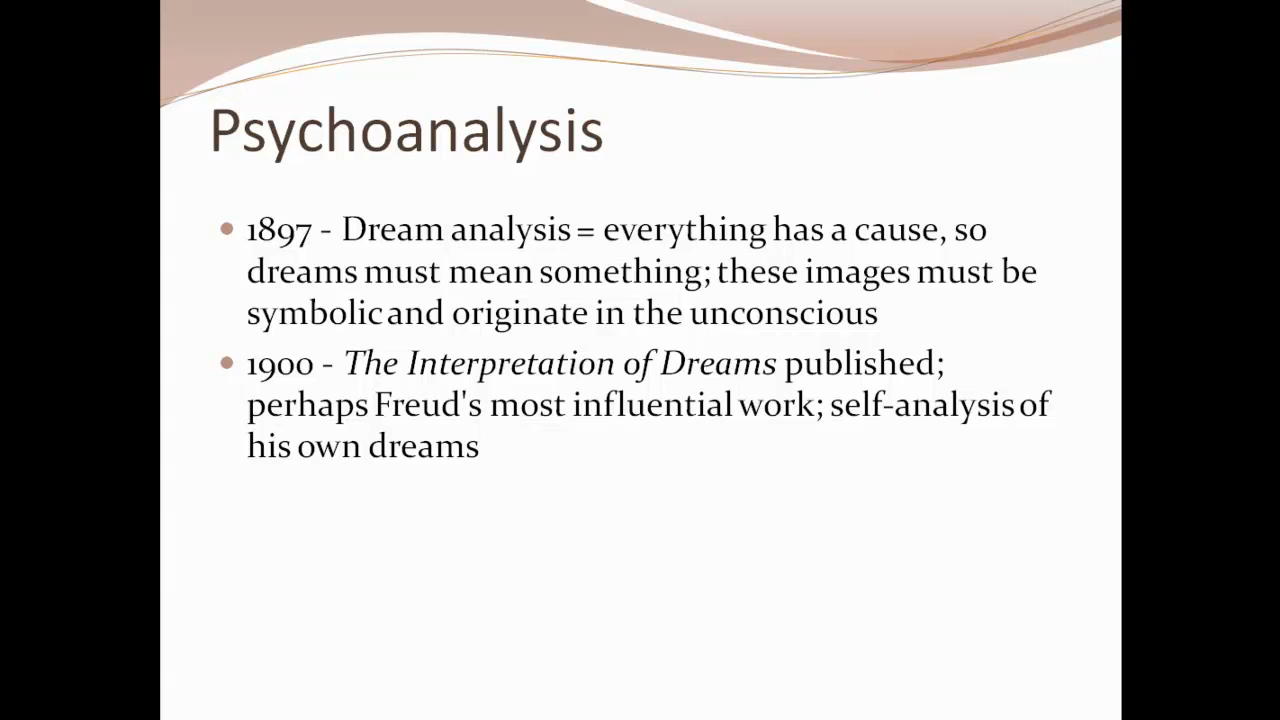 Psychoanalysis
• 1897 - Dream analysis = everything has a cause, so
dreams must mean something; these images must be
symbolic and originate in the unconscious
• 1900 - The Interpretation of Dreams published;
perhaps Freud's most influential work; self-analysis of
his own dreams